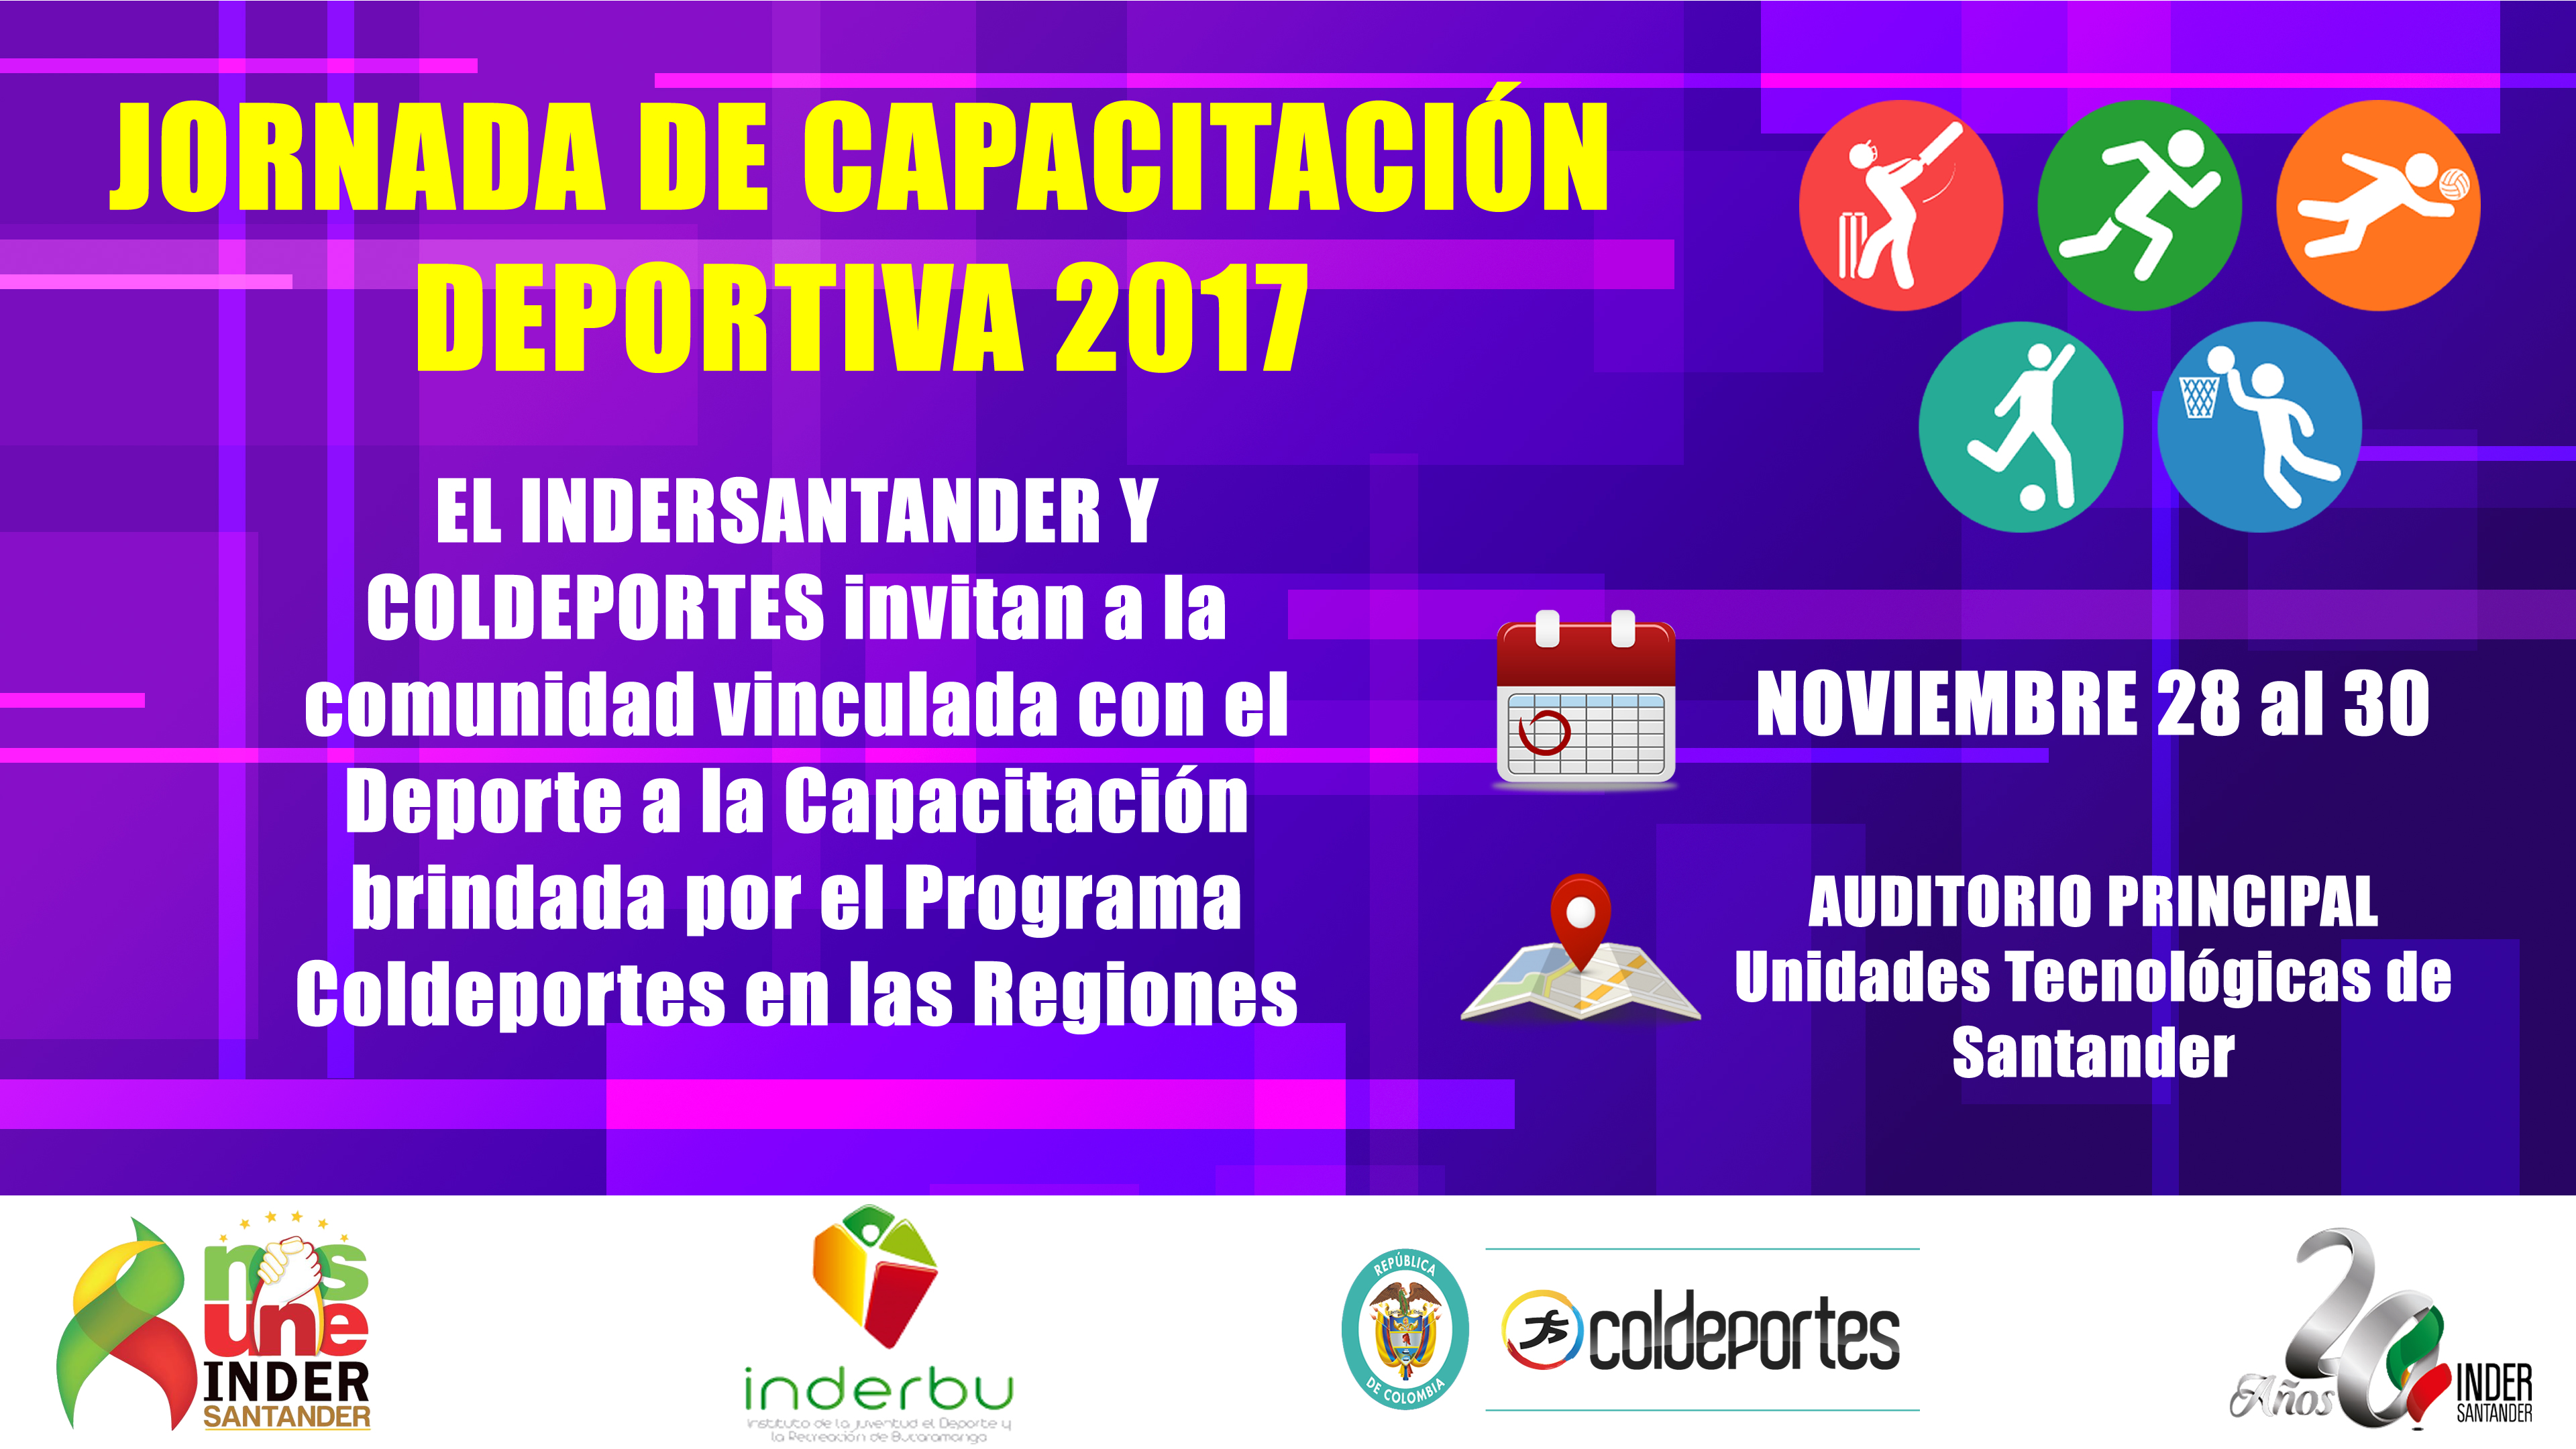 JORNADA DE CAPACITACIÓN
DEPORTIVA 2017
EL INDERSANTANDER Y
COLDEPORTES invitan a la
comunidad vinculada con el
Deporte a la Capacitación
brindada por el Programa
Coldeportes en las Regiones
NOVIEMBRE 28 al 30
AUDITORIO PRINCIPAL
Unidades Tecnológicas de
Santander
nos
une
INDER
SANTANDER
inderbu
Instituto de la Juventud el Deporte y
la Recreación de Bucaramanga
REPÚBLICA
DE COLOMBIA
coldeportes
20
Años
INDER
SANTANDER